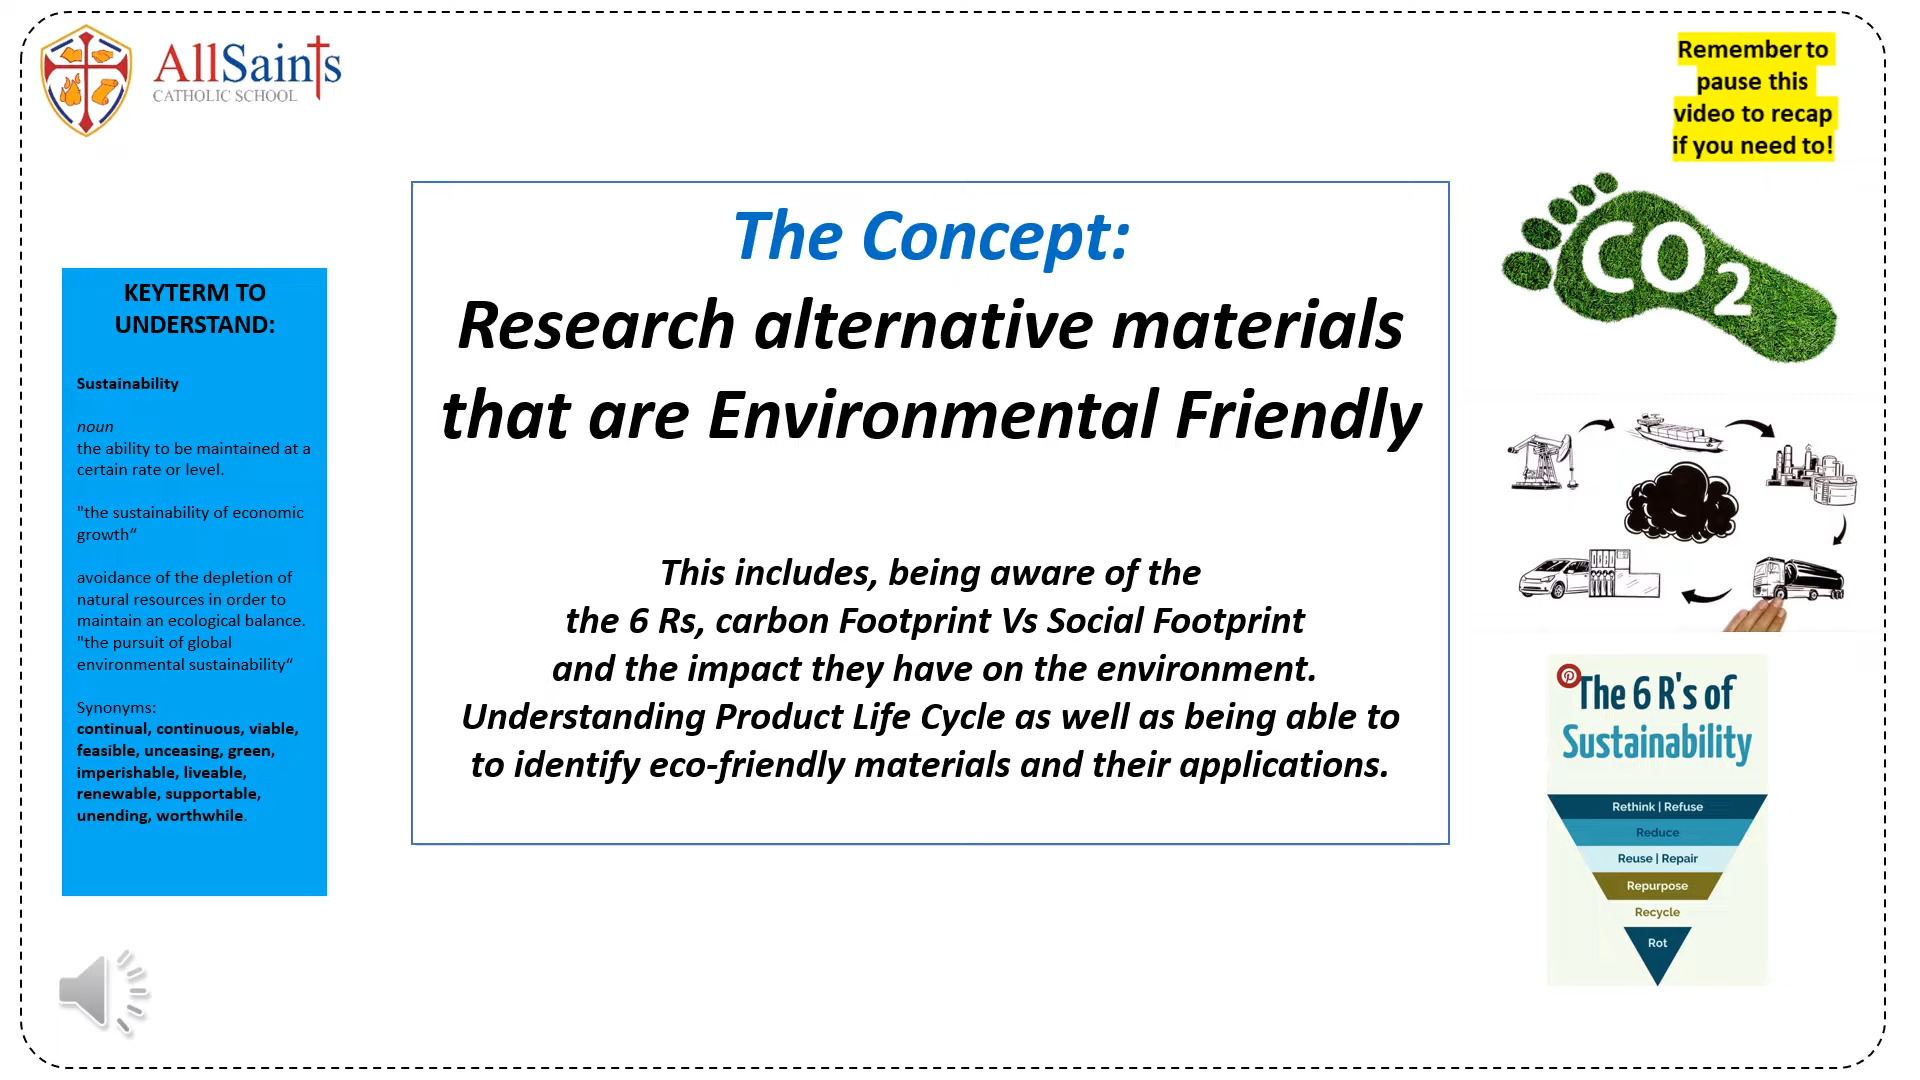 AllSaints
CATHOLIC SCHOOL
Remember to
pause this
video to recap
if you need to!
KEYTERM TO
UNDERSTAND:
Sustainability
noun
the ability to be maintained at a
certain rate or level.
"the sustainability of economic
growth“
avoidance of the depletion of
natural resources in order to
maintain an ecological balance.
"the pursuit of global
environmental sustainability“
Synonyms:
continual, continuous, viable,
feasible, unceasing, green,
imperishable, liveable,
renewable, supportable,
unending, worthwhile.
The Concept:
Research alternative materials
that are Environmental Friendly
This includes, being aware of the
the 6 Rs, carbon Footprint Vs Social Footprint
and the impact they have on the environment.
Understanding Product Life Cycle as well as being able to
to identify eco-friendly materials and their applications.
CO2
The 6 R's of
Sustainability
Rethink | Refuse
Reduce
Reuse | Repair
Repurpose
Recycle
Rot